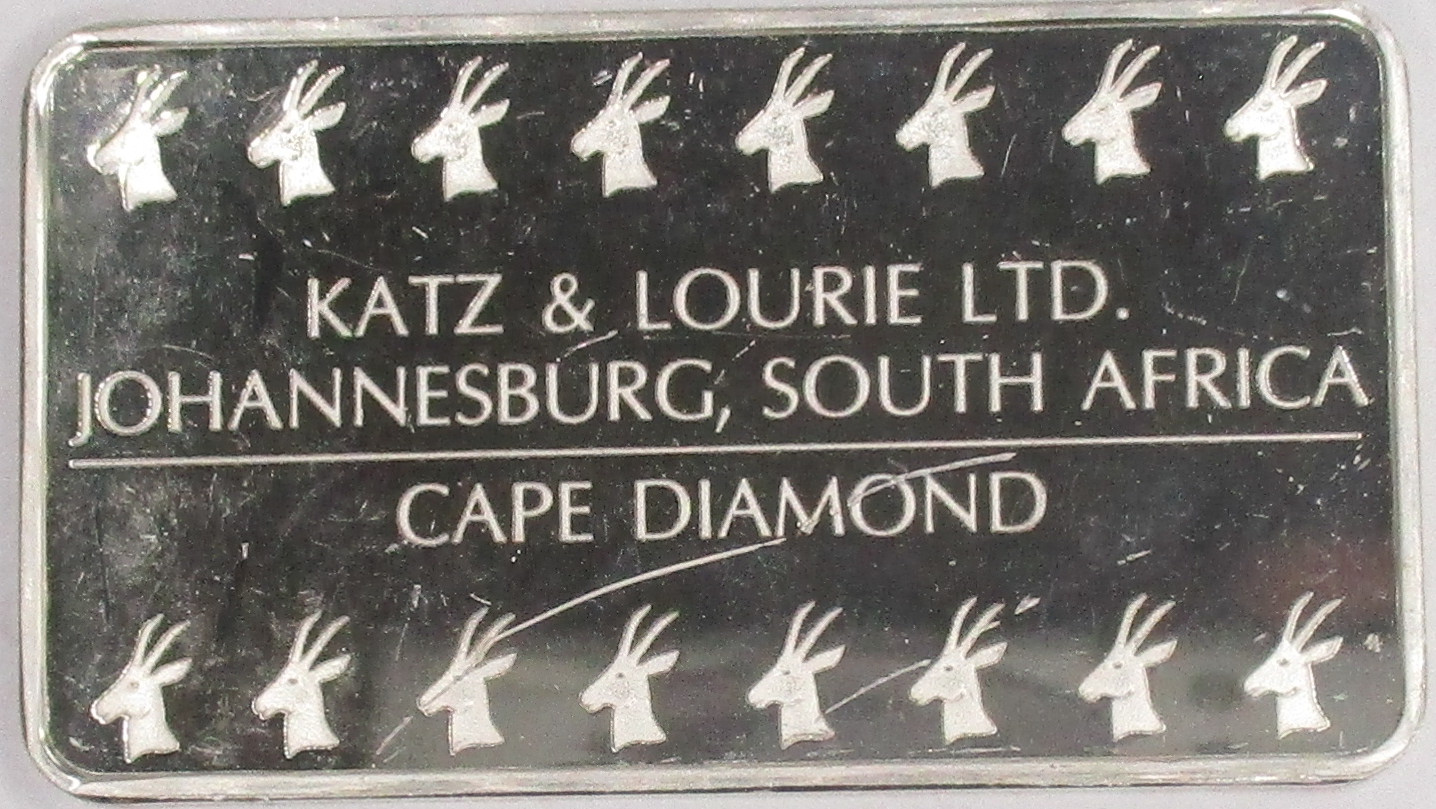 KATZ & LOURIE LTD.
JOHANNESBURG, SOUTH AFRICA
CAPE DIAMOND